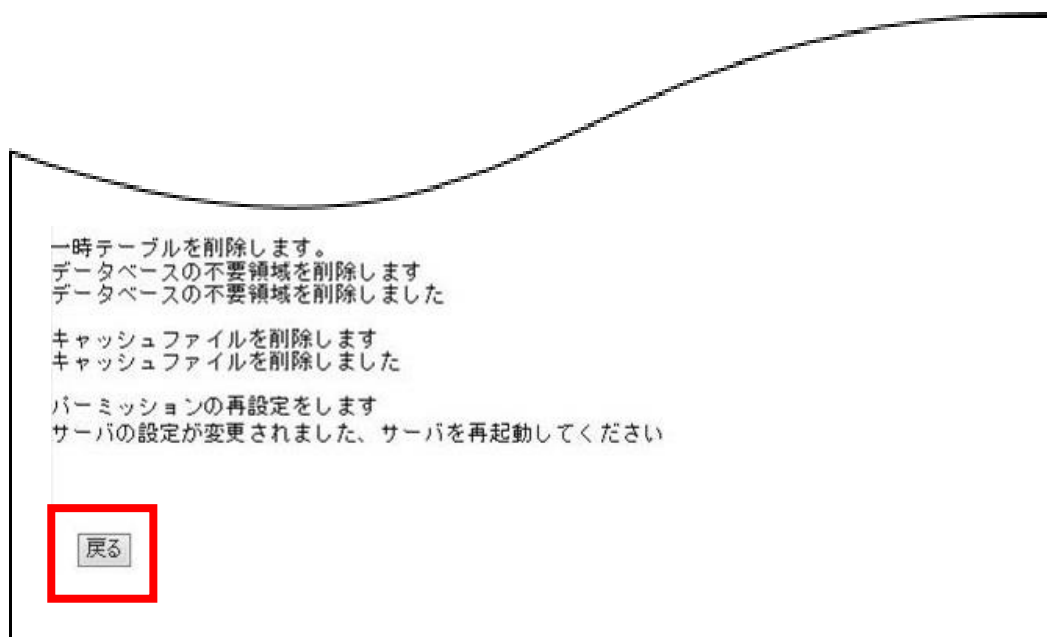 一時テーブルを削除します。
データベースの不要領域を削除します
データベースの不要領域を削除しました
キャッシュファイルを削除します
キャッシュファイルを削除しました
パーミッションの再設定をします
サーバの設定が変更されました、サーバを再起動してください
戻る